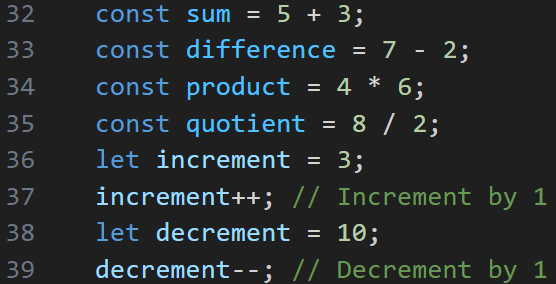 32 const sum = 5 + 3;
33 const difference = 7 - 2;
34 const product = 4 * 6;
35 const quotient = 8 / 2;
36 let increment = 3;
37 increment++; // Increment by 1
38 let decrement = 10;
39 decrement--; // Decrement by 1